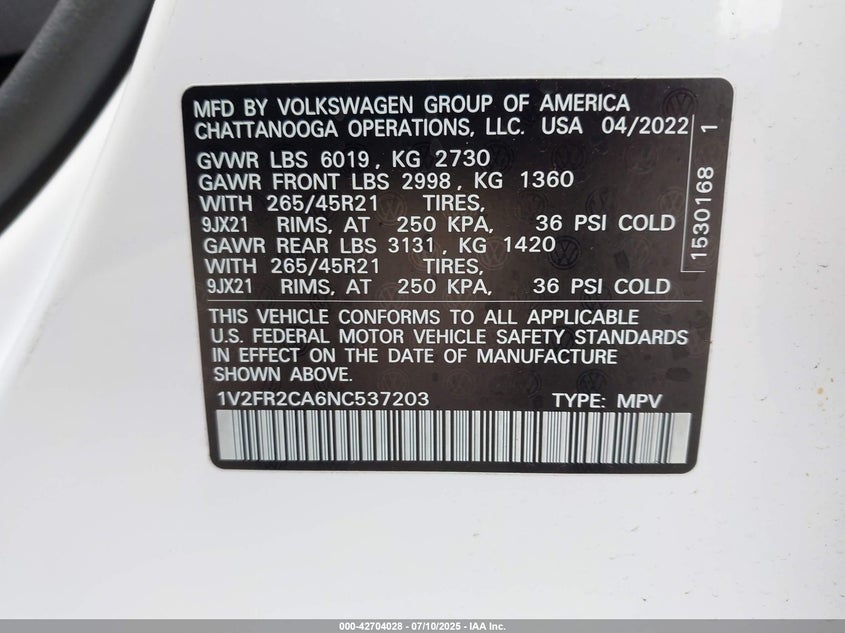 MFD BY VOLKSWAGEN GROUP OF AMERICA
CHATTANOOGA OPERATIONS, LLC. USA 04/2022
GVWR LBS 6019, KG 2730
GAWR FRONT LBS 2998, KG 1360
WITH 265/45R21 TIRES,
9JX21 RIMS, AT 250 KPA, 36 PSI COLD
GAWR REAR LBS 3131, KG 1420
WITH 265/45R21 TIRES,
9JX21 RIMS, AT 250 KPA, 36 PSI COLD
1530168 1
THIS VEHICLE CONFORMS TO ALL APPLICABLE
U.S. FEDERAL MOTOR VEHICLE SAFETY STANDARDS
IN EFFECT ON THE DATE OF MANUFACTURE
SHOWN ABOVE.
1V2FR2CA6NC537203 TYPE: MPV
000-42704028 - 07/10/2025 - IAA Inc.